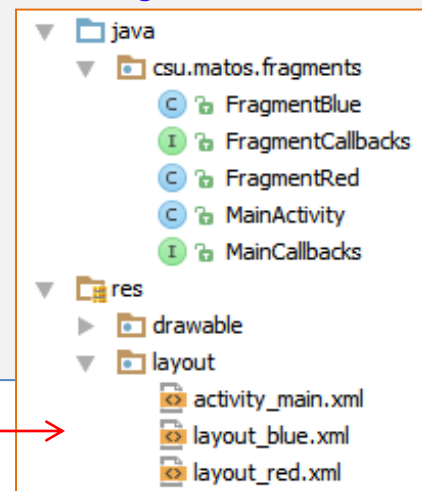 java
csu.matos.fragments
C FragmentBlue
I FragmentCallbacks
C FragmentRed
C MainActivity
I MainCallbacks
res
drawable
layout
activity_main.xml
layout_blue.xml
layout_red.xml